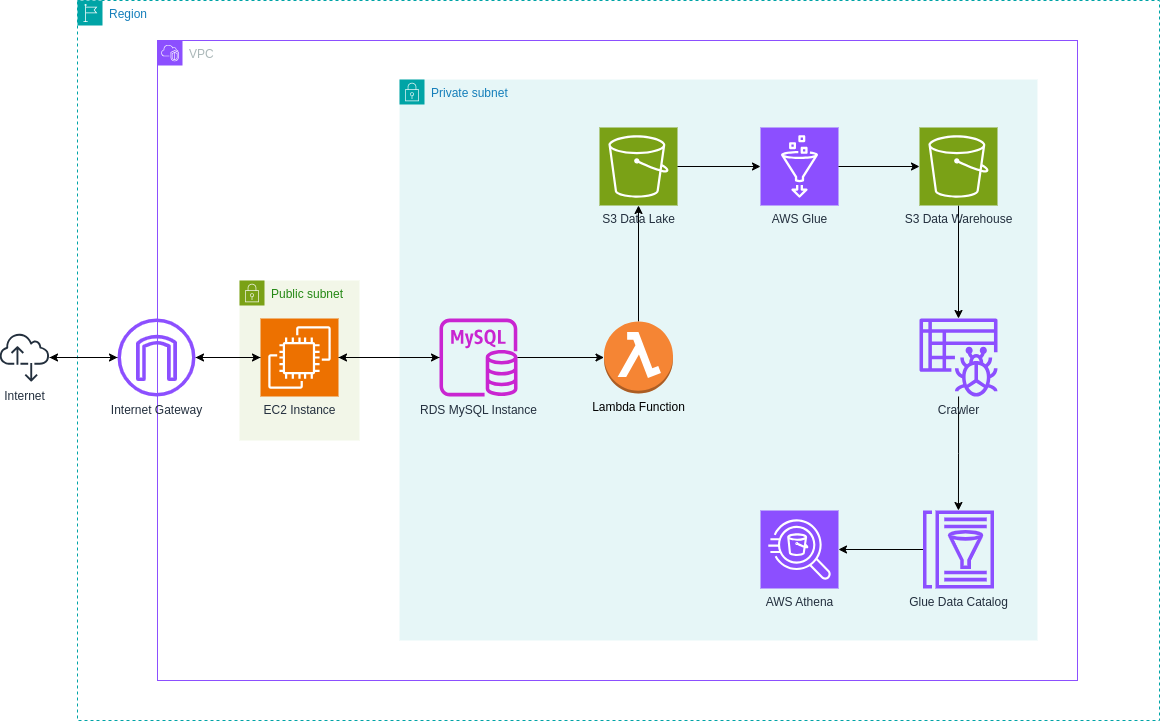 Region
VPC
Private subnet
S3 Data Lake
AWS Glue
S3 Data Warehouse
Public subnet
MySQL
Internet
Internet Gateway
EC2 Instance
RDS MySQL Instance
Lambda Function
Crawler
AWS Athena
Glue Data Catalog